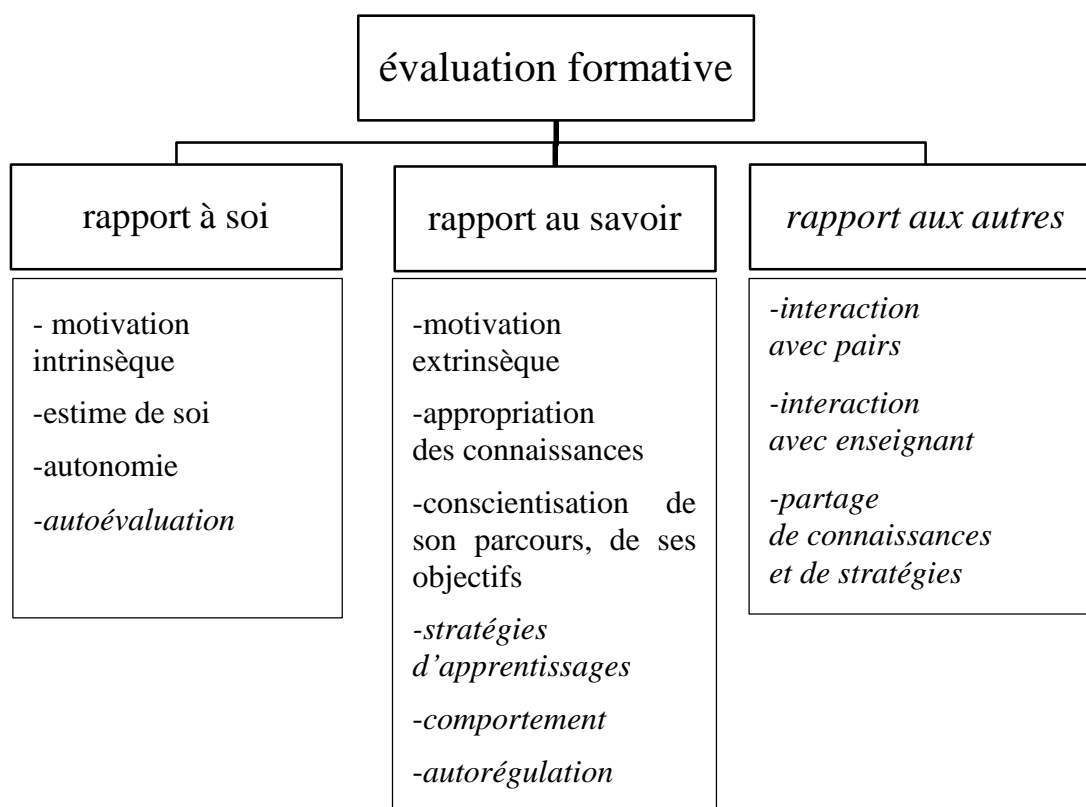 évaluation formative
rapport à soi
- motivation
intrinsèque
-estime de soi
-autonomie
-autoévaluation
rapport au savoir
-motivation
extrinsèque
-appropriation
des connaissances
-conscientisation de
son parcours, de ses
objectifs
-stratégies
d’apprentissages
-comportement
-autorégulation
rapport aux autres
-interaction
avec pairs
-interaction
avec enseignant
-partage
de connaissances
et de stratégies